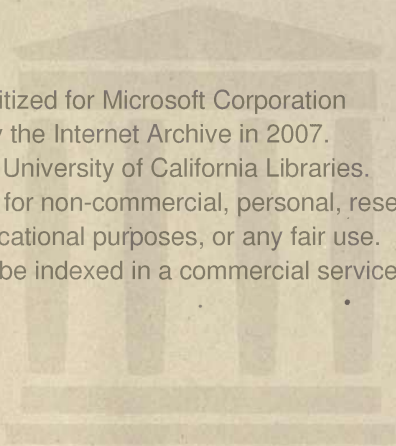 itized for Microsoft Corporation
y the Internet Archive in 2007.
University of California Libraries.
for non-commercial, personal, rese
cational purposes, or any fair use.
be indexed in a commercial service